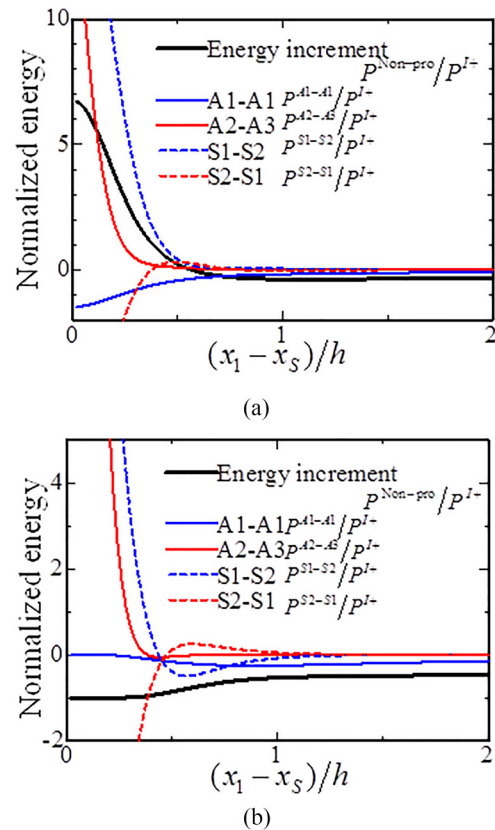 10
Energy increment
P^Non-pro/P^I+
A1-A1 P^A1-A1/P^I+
A2-A3 P^A2-A3/P^I+
5
S1-S2 P^S1-S2/P^I+
S2-S1 P^S2-S1/P^I+
Normalized energy
0
0 1 2
(x₁ − x_S)/h
(a)
4
Energy increment
P^Non-pro/P^I+
A1-A1 P^A1-A1/P^I+
A2-A3 P^A2-A3/P^I+
2
S1-S2 P^S1-S2/P^I+
S2-S1 P^S2-S1/P^I+
Normalized energy
0
-2
0 1 2
(x₁ − x_S)/h
(b)